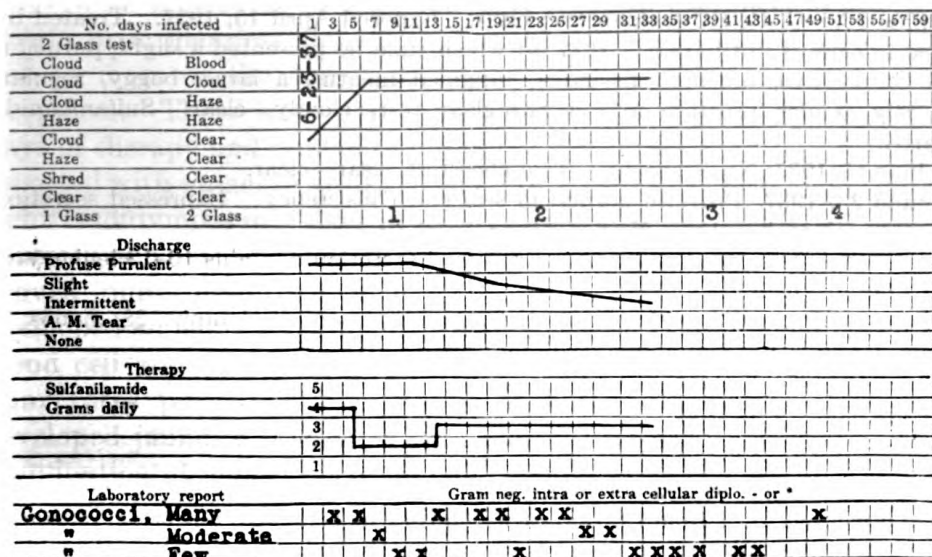 No. days infected 1 3 5 7 9 11 13 15 17 19 21 23 25 27 29 31 33 35 37 39 41 43 45 47 49 51 53 55 57 59
2 Glass test
6-23-37
Cloud Blood
Cloud Cloud
Cloud Haze
Haze Haze
Cloud Clear
Haze Clear
Shred Clear
Clear Clear
1 Glass 2 Glass 1 2 3 4
Discharge
Profuse Purulent
Slight
Intermittent
A. M. Tear
None
Therapy
Sulfanilamide 5
Grams daily 4
3
2
1
Laboratory report Gram neg. intra or extra cellular diplo. - or *
Gonococci, Many x x x x x x x x
" Moderate x x x
" Few x x x x x x x x x